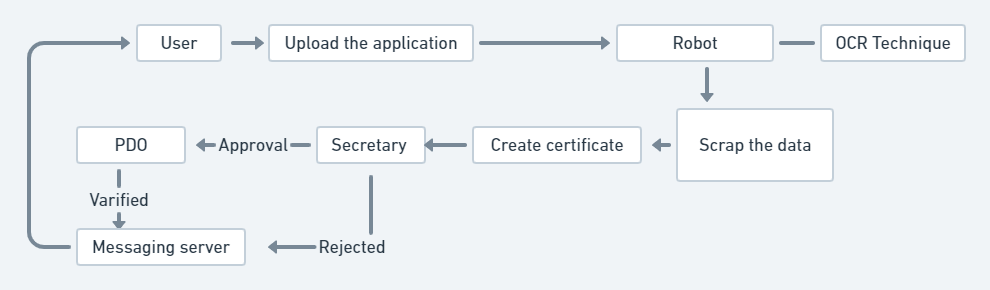 User
Upload the application
Robot
OCR Technique
PDO
Approval
Secretary
Create certificate
Scrap the data
Varified
Messaging server
Rejected